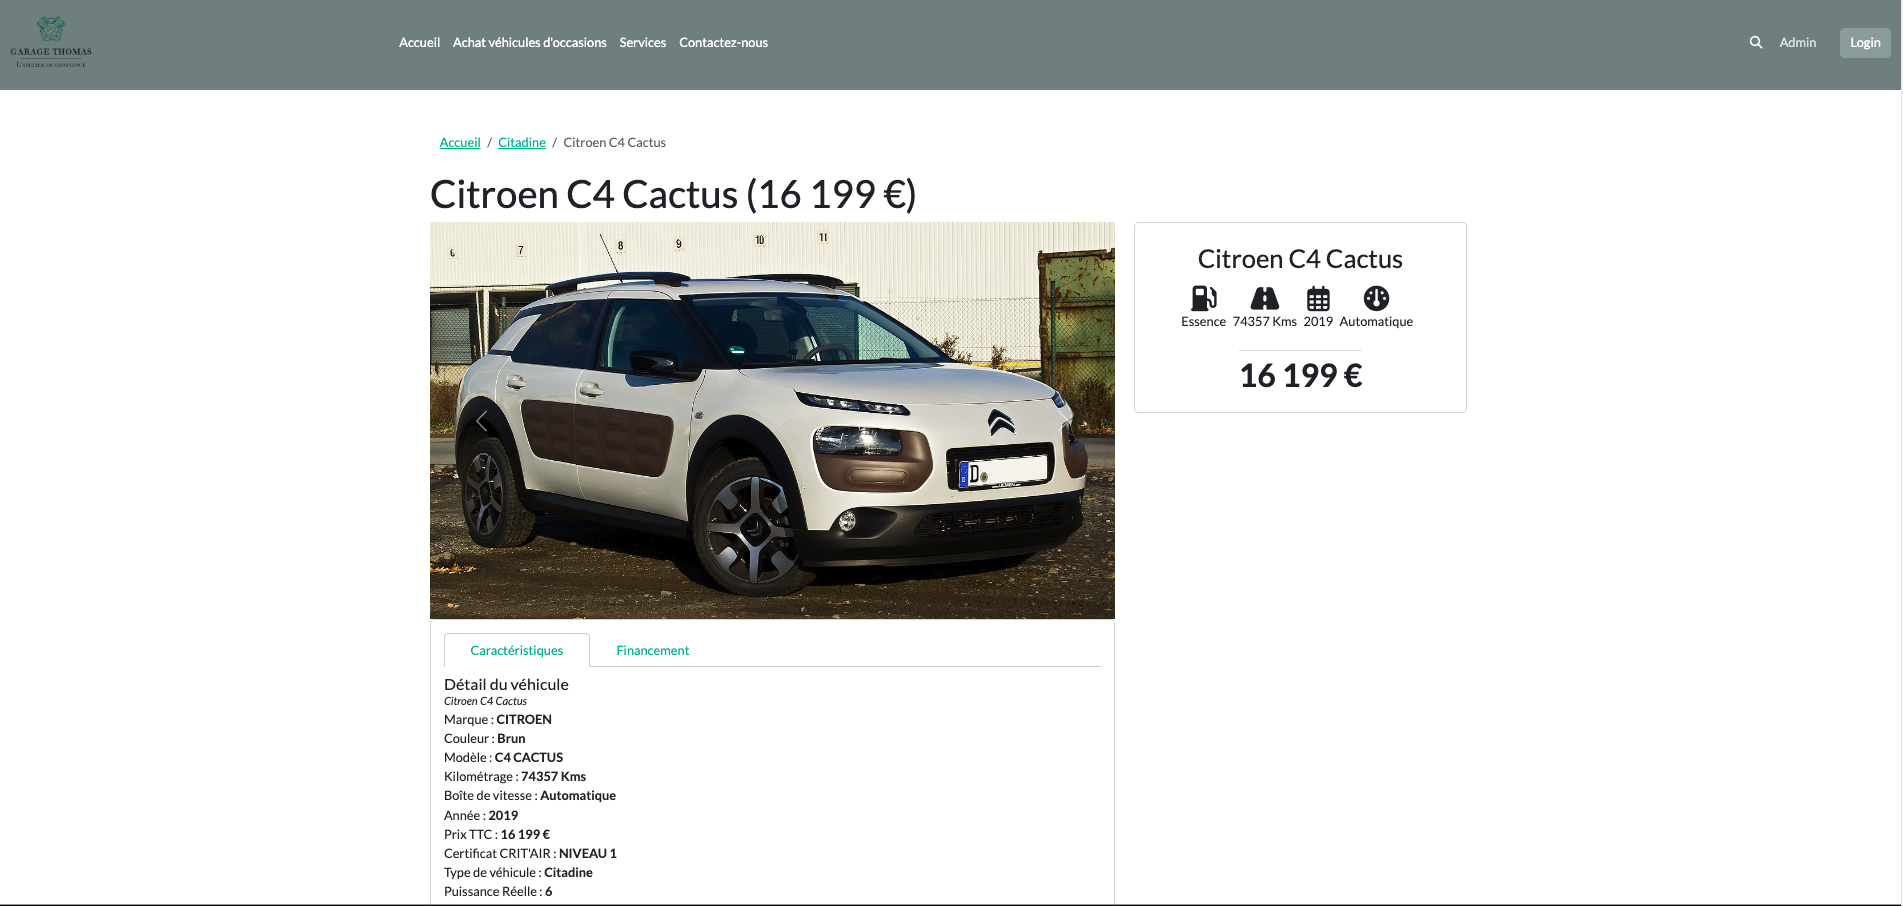 GARAGE THOMAS
L'ATELIER DE CONFIANCE
Accueil Achat véhicules d'occasions Services Contactez-nous
Admin Login
Accueil / Citadine / Citroen C4 Cactus
Citroen C4 Cactus (16 199 €)
6 7 8 9 10 11
D
Citroen C4 Cactus
Essence 74357 Kms 2019 Automatique
16 199 €
Caractéristiques Financement
Détail du véhicule
Citroen C4 Cactus
Marque : CITROEN
Couleur : Brun
Modèle : C4 CACTUS
Kilométrage : 74357 Kms
Boîte de vitesse : Automatique
Année : 2019
Prix TTC : 16 199 €
Certificat CRIT'AIR : NIVEAU 1
Type de véhicule : Citadine
Puissance Réelle : 6